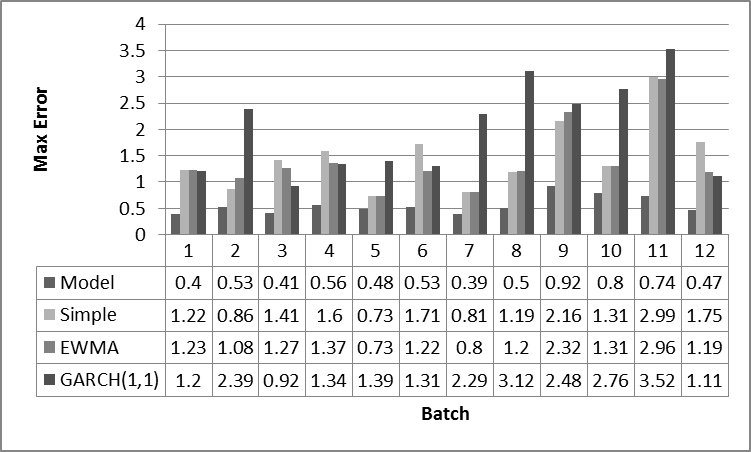 4
3.5
3
2.5
2
1.5
1
0.5
0
Max Error
1 2 3 4 5 6 7 8 9 10 11 12
Model 0.4 0.53 0.41 0.56 0.48 0.53 0.39 0.5 0.92 0.8 0.74 0.47
Simple 1.22 0.86 1.41 1.6 0.73 1.71 0.81 1.19 2.16 1.31 2.99 1.75
EWMA 1.23 1.08 1.27 1.37 0.73 1.22 0.8 1.2 2.32 1.31 2.96 1.19
GARCH(1,1) 1.2 2.39 0.92 1.34 1.39 1.31 2.29 3.12 2.48 2.76 3.52 1.11
Batch